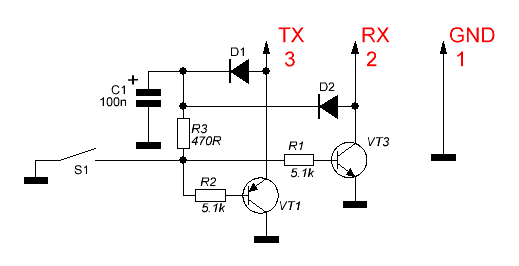 TX RX GND
3 2 1
D1
C1 +
100n
D2
R3
470R
R1 VT3
5.1k
S1
R2
5.1k VT1